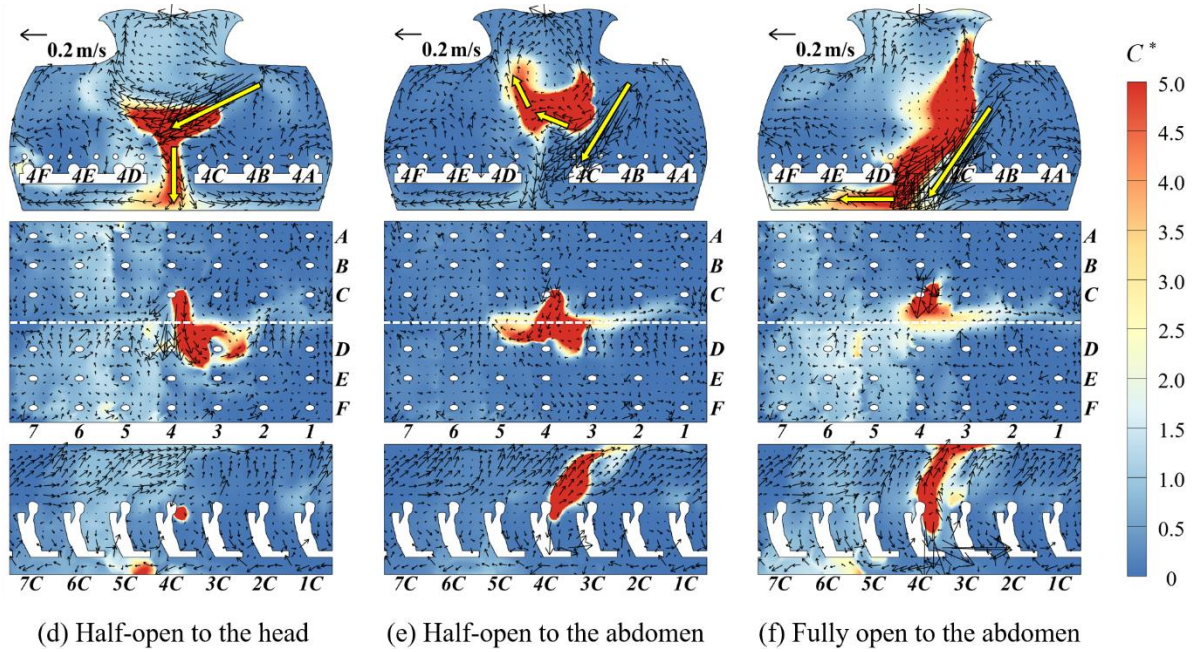 0.2 m/s 0.2 m/s 0.2 m/s C*
4F 4E 4D 4C 4B 4A 4F 4E 4D 4C 4B 4A 4F 4E 4D 4C 4B 4A
5.0
4.5
4.0
3.5
3.0
2.5
2.0
1.5
1.0
0.5
0
A A A
B B B
C C C
D D D
E E E
F F F
7 6 5 4 3 2 1 7 6 5 4 3 2 1 7 6 5 4 3 2 1
7C 6C 5C 4C 3C 2C 1C 7C 6C 5C 4C 3C 2C 1C 7C 6C 5C 4C 3C 2C 1C
(d) Half-open to the head (e) Half-open to the abdomen (f) Fully open to the abdomen